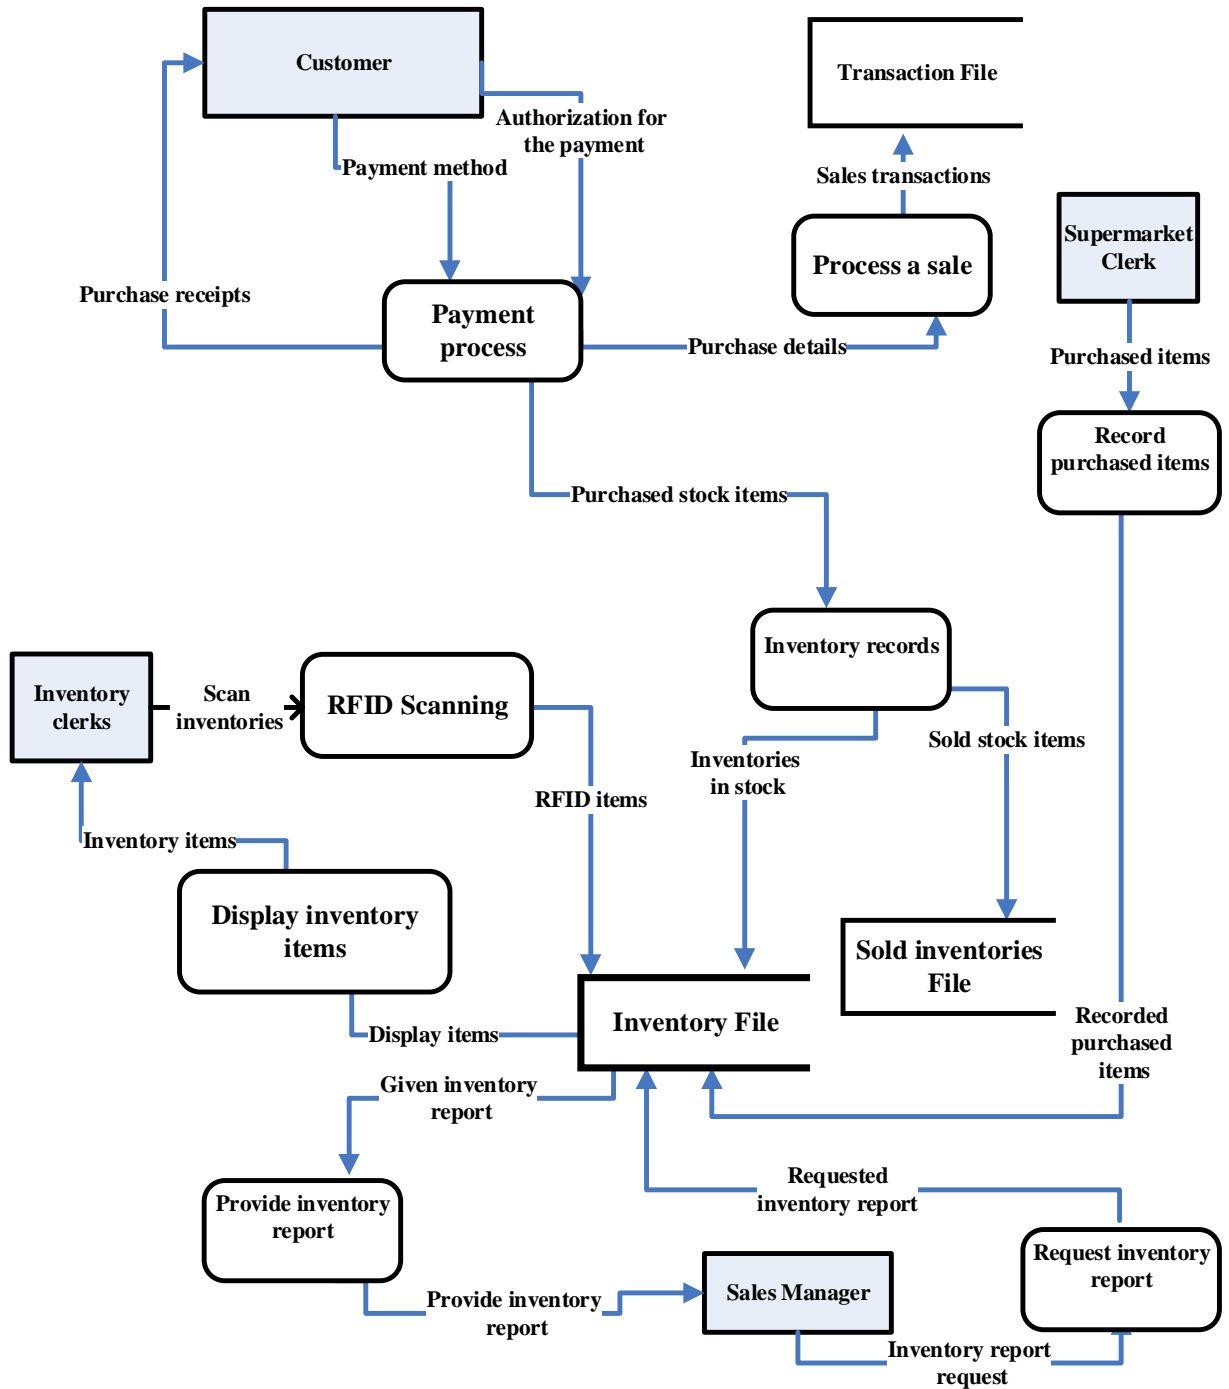 Customer
Transaction File
Authorization for
the payment
Payment method
Sales transactions
Supermarket
Clerk
Process a sale
Purchase receipts
Payment
process
Purchase details
Purchased items
Record
purchased items
Purchased stock items
Inventory records
Inventory
clerks
Scan
inventories
RFID Scanning
Sold stock items
Inventories
in stock
RFID items
Inventory items
Display inventory
items
Sold inventories
File
Inventory File
Recorded
purchased
items
Display items
Given inventory
report
Requested
inventory report
Provide inventory
report
Request inventory
report
Sales Manager
Provide inventory
report
Inventory report
request